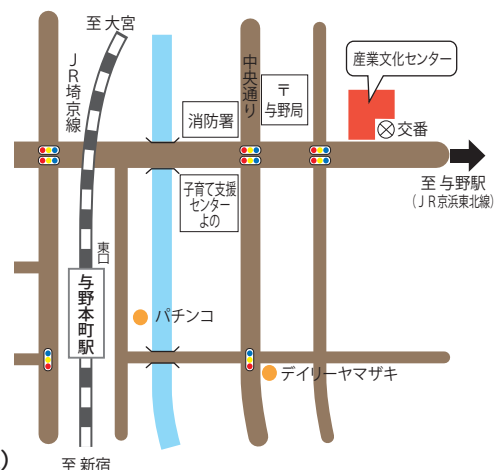 至 大宮
JR埼京線
中央通り
産業文化センター
〒
与野局
消防署
交番
至 与野駅
(JR京浜東北線)
子育て支援
センター
よの
東口
与野本町駅
パチンコ
デイリーヤマザキ
)
至 新宿